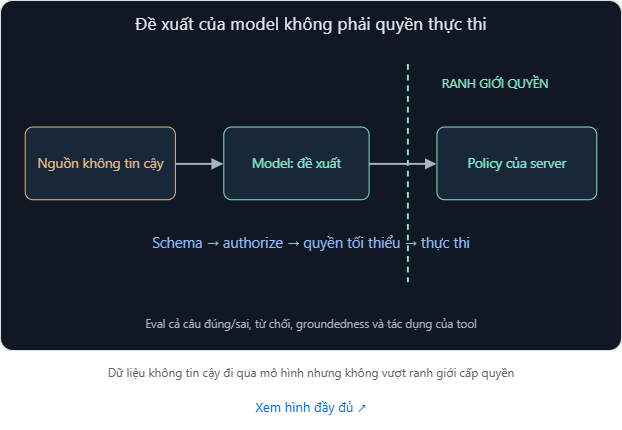 Đề xuất của model không phải quyền thực thi
RANH GIỚI QUYỀN
Nguồn không tin cậy
Model: đề xuất
Policy của server
Schema → authorize → quyền tối thiểu → thực thi
Eval cả câu đúng/sai, từ chối, groundedness và tác dụng của tool
Dữ liệu không tin cậy đi qua mô hình nhưng không vượt ranh giới cấp quyền
Xem hình đầy đủ ↗